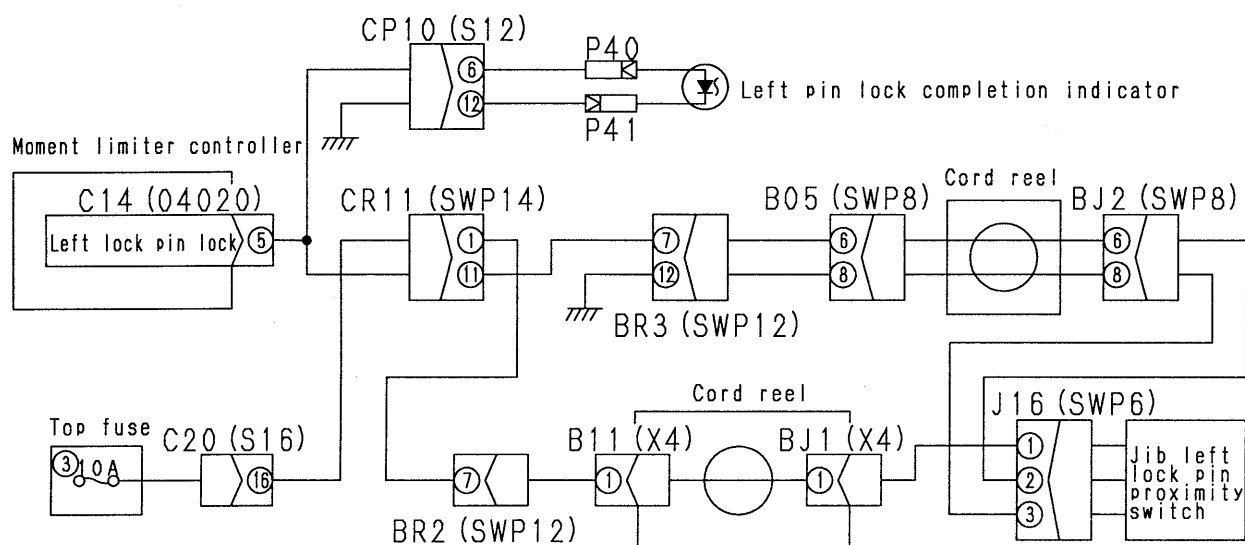 CP10 (S12)
P40
6
12
Left pin lock completion indicator
P41
Moment limiter controller
C14 (04020)
Left lock pin lock 5
CR11 (SWP14)
1
11
BR3 (SWP12)
7
12
B05 (SWP8)
6
8
Cord reel
BJ2 (SWP8)
6
8
Top fuse
3 10A
C20 (S16)
16
BR2 (SWP12)
7
Cord reel
B11 (X4)
1
BJ1 (X4)
1
J16 (SWP6)
1
2
3
Jib left
lock pin
proximity
switch